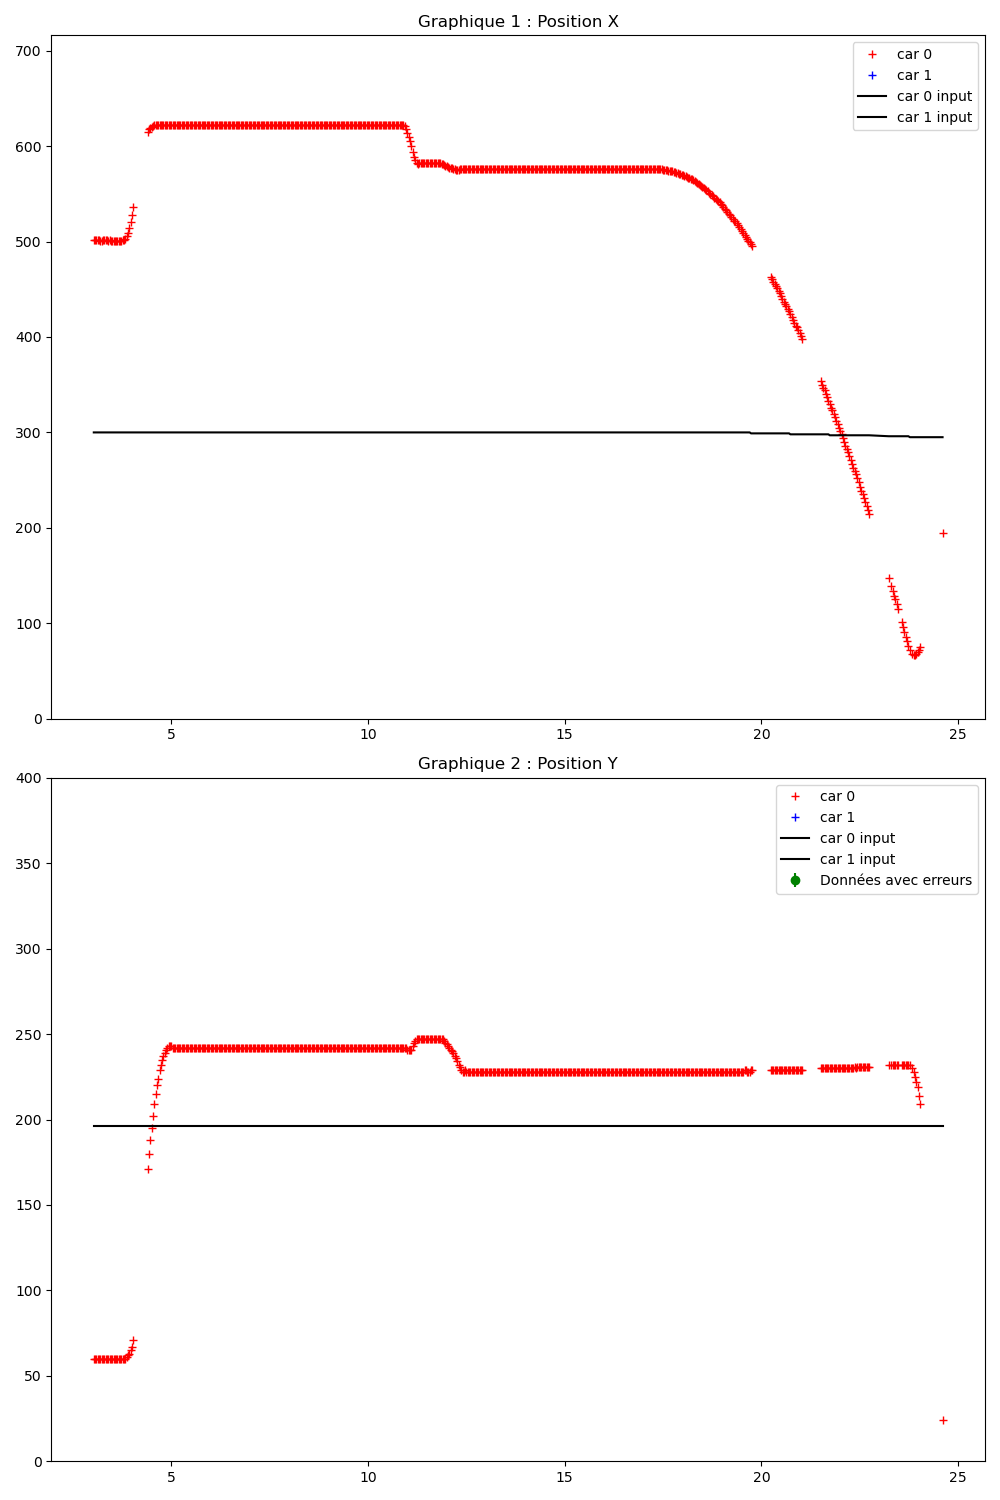 Graphique 1 : Position X
700
600
500
400
300
200
100
0
5 10 15 20 25
car 0
car 1
car 0 input
car 1 input
Graphique 2 : Position Y
400
350
300
250
200
150
100
50
0
5 10 15 20 25
car 0
car 1
car 0 input
car 1 input
Données avec erreurs